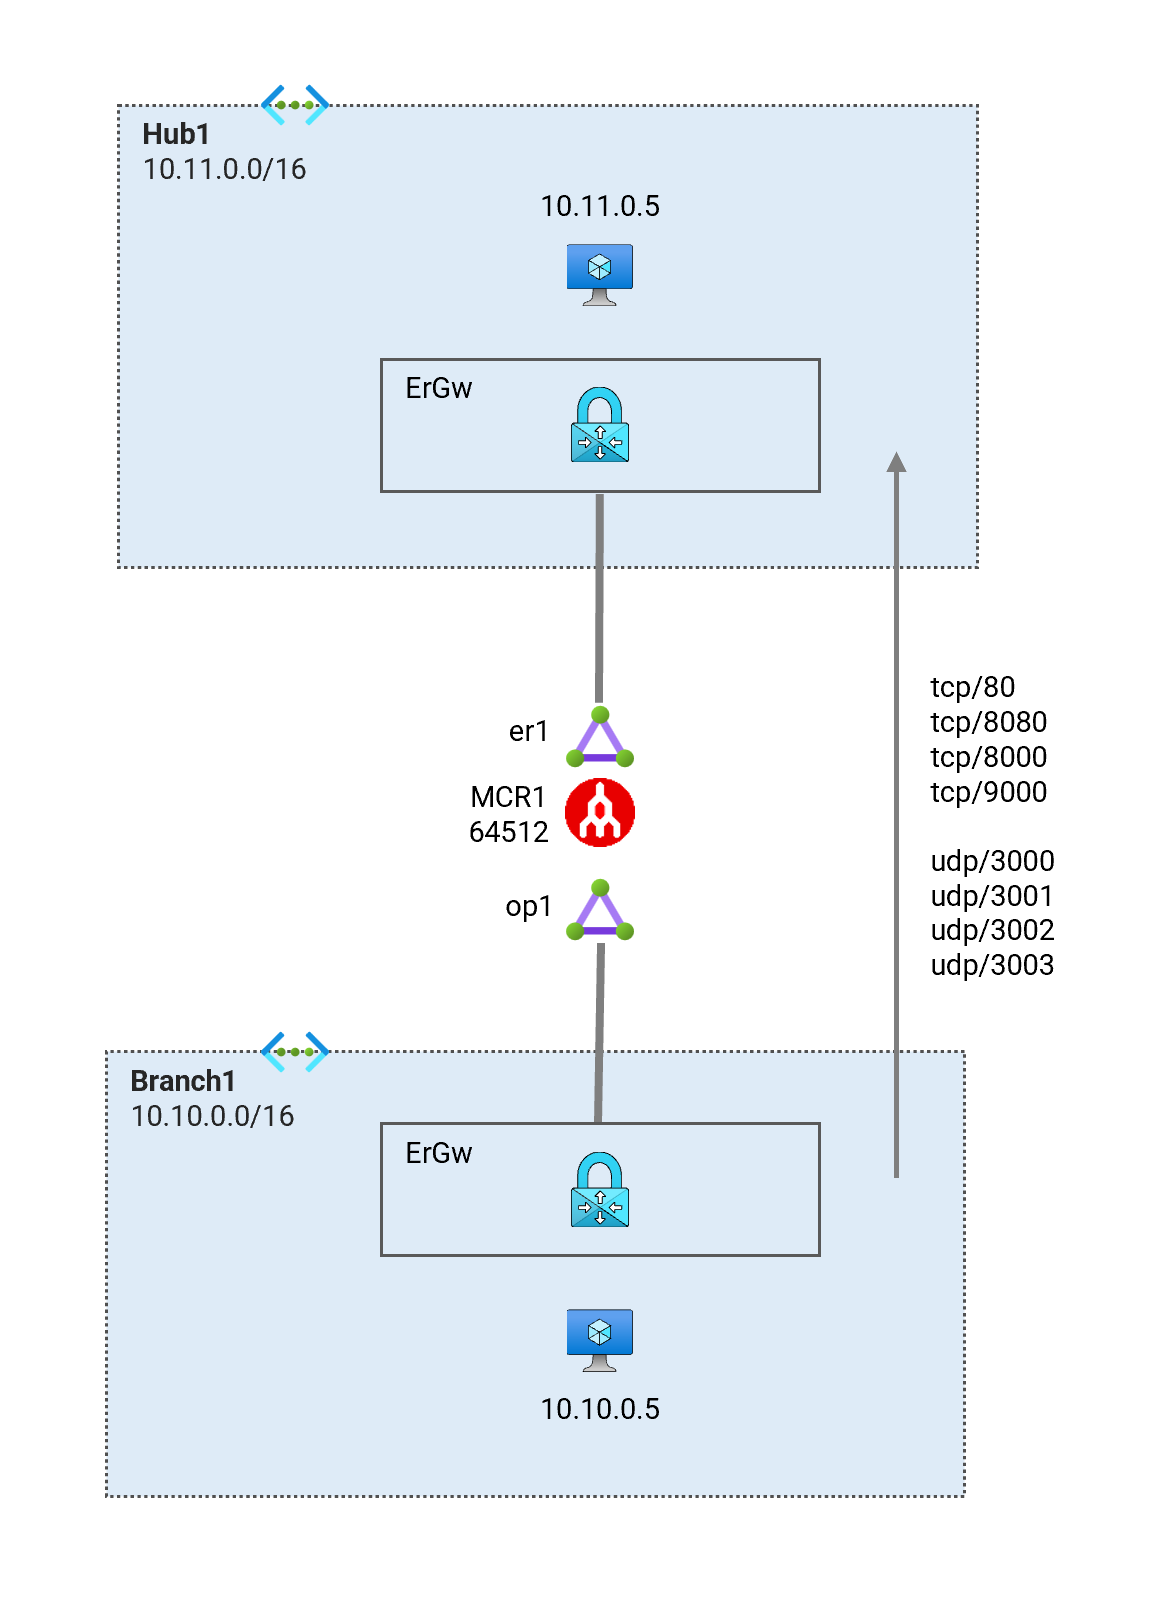 Hub1
10.11.0.0/16
10.11.0.5
ErGw
er1
MCR1
64512
op1
tcp/80
tcp/8080
tcp/8000
tcp/9000
udp/3000
udp/3001
udp/3002
udp/3003
Branch1
10.10.0.0/16
ErGw
10.10.0.5